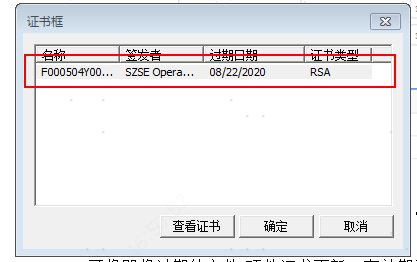 证书框
名称 签发者 过期日期 证书类型
F000504Y00... SZSE Opera... 08/22/2020 RSA
查看证书 确定 取消